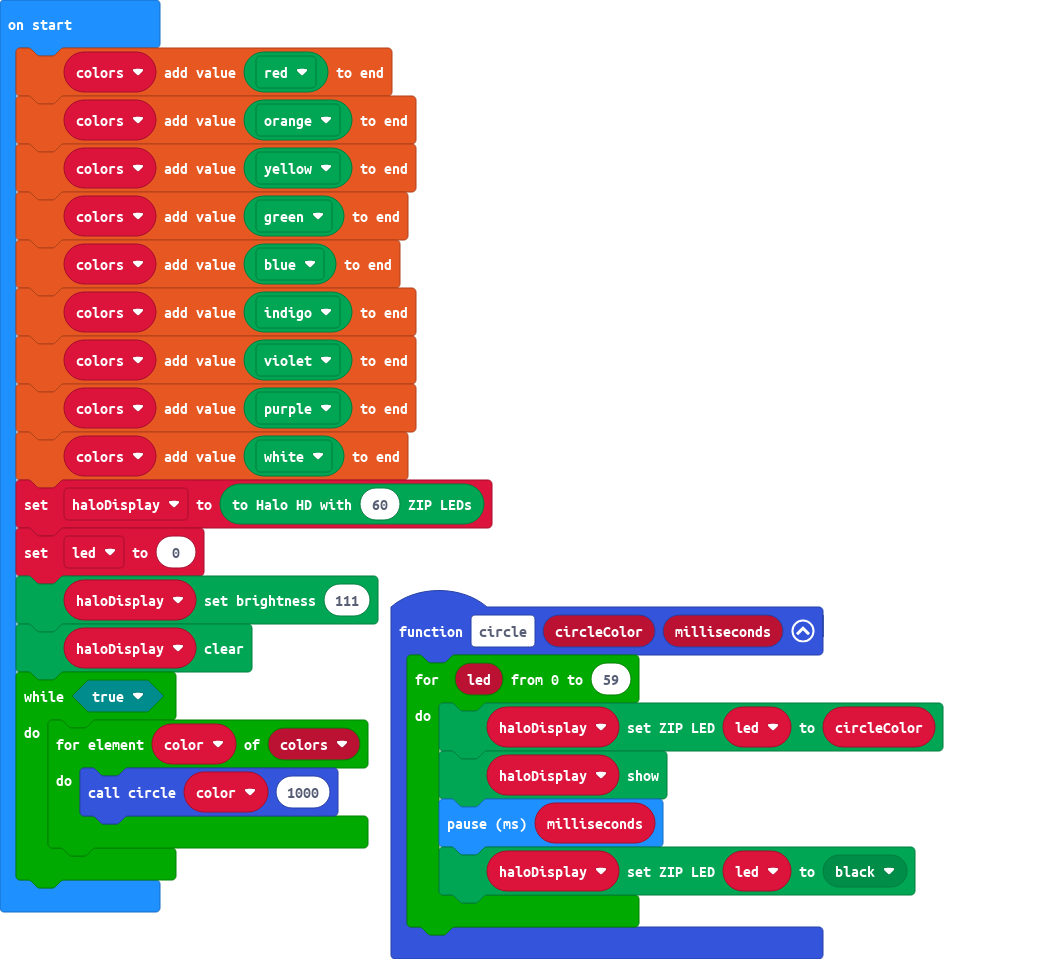 on start
colors add value red to end
colors add value orange to end
colors add value yellow to end
colors add value green to end
colors add value blue to end
colors add value indigo to end
colors add value violet to end
colors add value purple to end
colors add value white to end
set haloDisplay to to Halo HD with 60 ZIP LEDs
set led to 0
haloDisplay set brightness 111
haloDisplay clear
while true
do for element color of colors
do call circle color 1000
function circle circleColor milliseconds
for led from 0 to 59
do haloDisplay set ZIP LED led to circleColor
haloDisplay show
pause (ms) milliseconds
haloDisplay set ZIP LED led to black